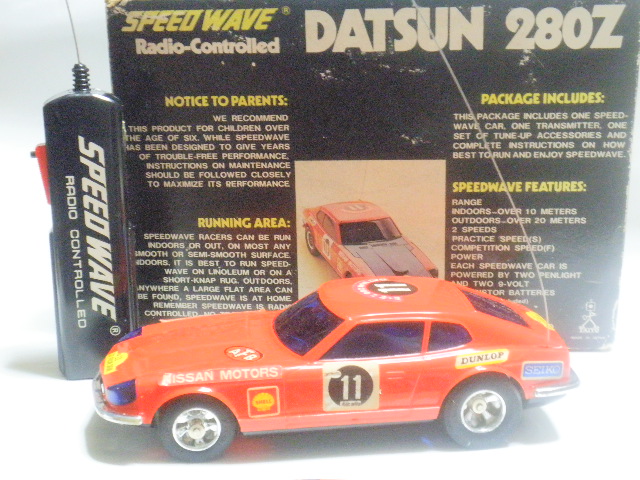 SPEED WAVE ®
Radio-Controlled
DATSUN 280Z
NOTICE TO PARENTS:
WE RECOMMEND
THIS PRODUCT FOR CHILDREN OVER
THE AGE OF SIX. WHILE SPEEDWAVE
HAS BEEN DESIGNED TO GIVE YEARS
OF TROUBLE-FREE PERFORMANCE,
INSTRUCTIONS ON MAINTENANCE
SHOULD BE FOLLOWED CLOSELY
TO MAXIMIZE ITS RERFORMANCE
RUNNING AREA:
SPEEDWAVE RACERS CAN BE RUN
INDOORS OR OUT, ON MOST ANY
SMOOTH OR SEMI-SMOOTH SURFACE.
INDOORS, IT IS BEST TO RUN SPEED-
WAVE ON LINOLEUM OR ON A
SHORT-KNAP RUG. OUTDOORS,
ANYWHERE A LARGE FLAT AREA CAN
BE FOUND, SPEEDWAVE IS AT HOME.
REMEMBER SPEEDWAVE IS RADIO
CONTROLLED,
PACKAGE INCLUDES:
THIS PACKAGE INCLUDES ONE SPEED-
WAVE CAR, ONE TRANSMITTER, ONE
SET OF TUNE-UP ACCESSORIES AND
COMPLETE INSTRUCTIONS ON HOW
BEST TO RUN AND ENJOY SPEEDWAVE.
SPEEDWAVE FEATURES:
RANGE
INDOORS-OVER 10 METERS
OUTDOORS-OVER 20 METERS
2 SPEEDS
PRACTICE SPEED(S)
COMPETITION SPEED(F)
POWER
EACH SPEEDWAVE CAR IS
POWERED BY TWO PENLIGHT
AND TWO 9-VOLT
BATTERIES
TAIYO
SPEED WAVE ®
RADIO CONTROLLED
11
NISSAN MOTORS
11
DUNLOP
SEIKO